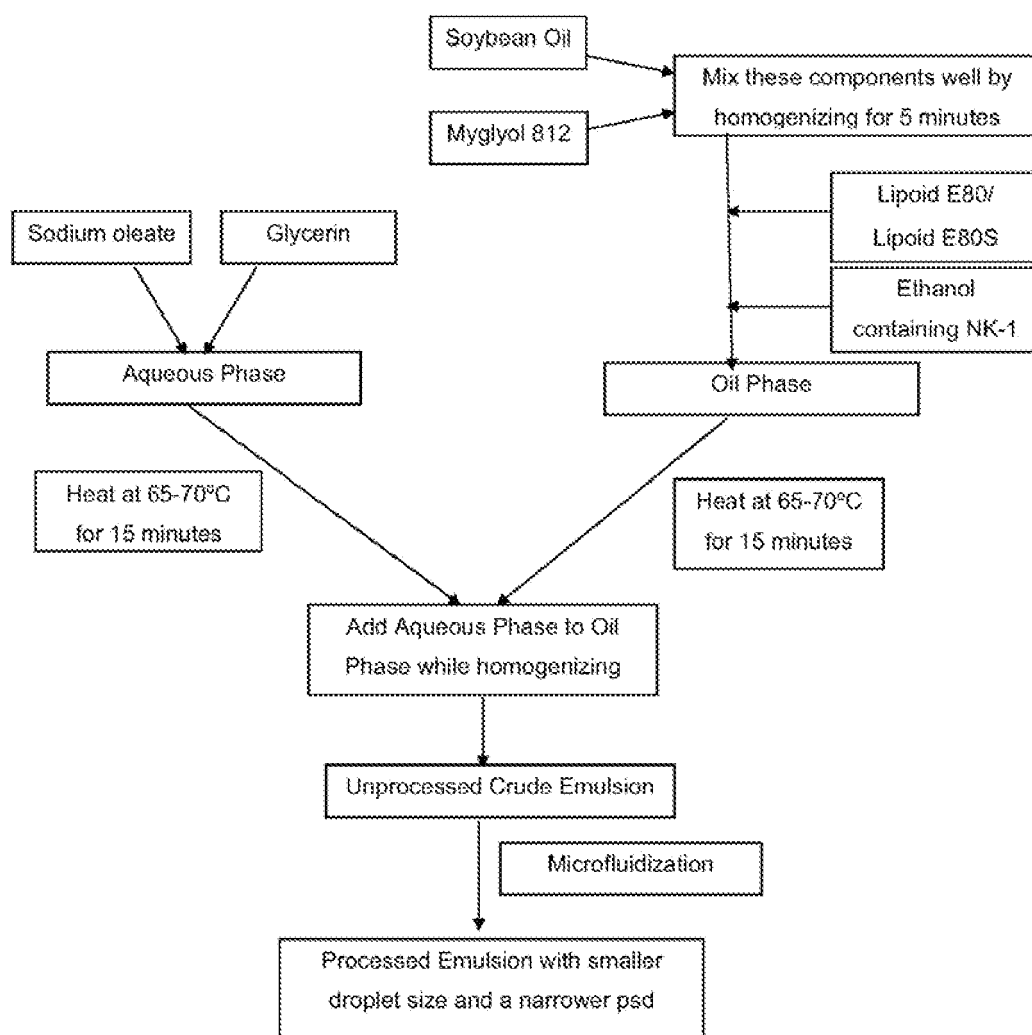 Soybean Oil
Mix these components well by
homogenizing for 5 minutes
Myglyol 812
Lipoid E80/
Lipoid E80S
Sodium oleate
Glycerin
Ethanol
containing NK-1
Aqueous Phase
Oil Phase
Heat at 65-70ºC
for 15 minutes
Heat at 65-70ºC
for 15 minutes
Add Aqueous Phase to Oil
Phase while homogenizing
Unprocessed Crude Emulsion
Microfluidization
Processed Emulsion with smaller
droplet size and a narrower psd